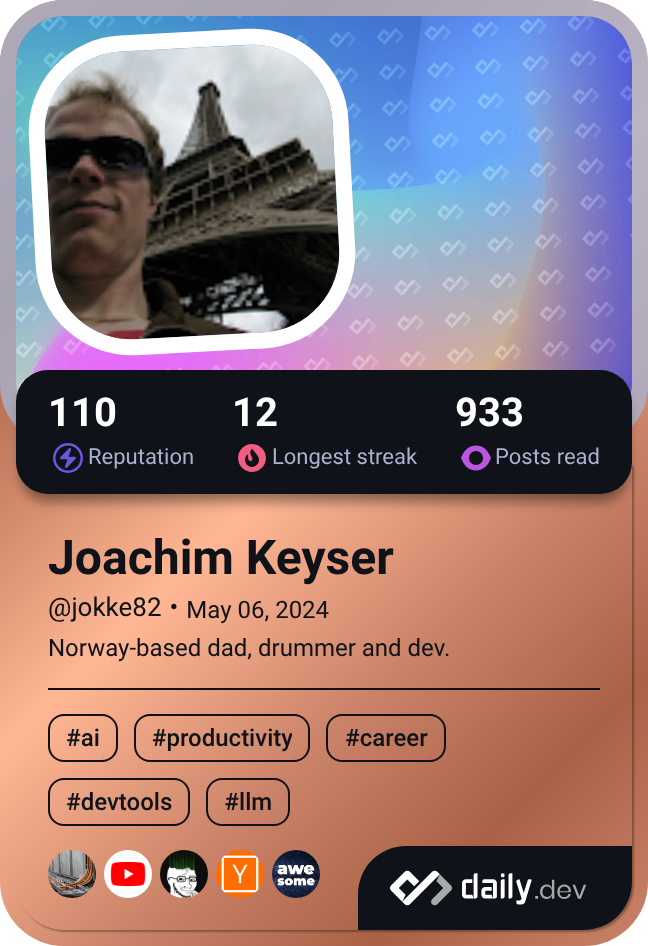 110 12 933
Reputation Longest streak Posts read
Joachim Keyser
@jokke82 • May 06, 2024
Norway-based dad, drummer and dev.
#ai #productivity #career
#devtools #llm
Y awe some
daily.dev